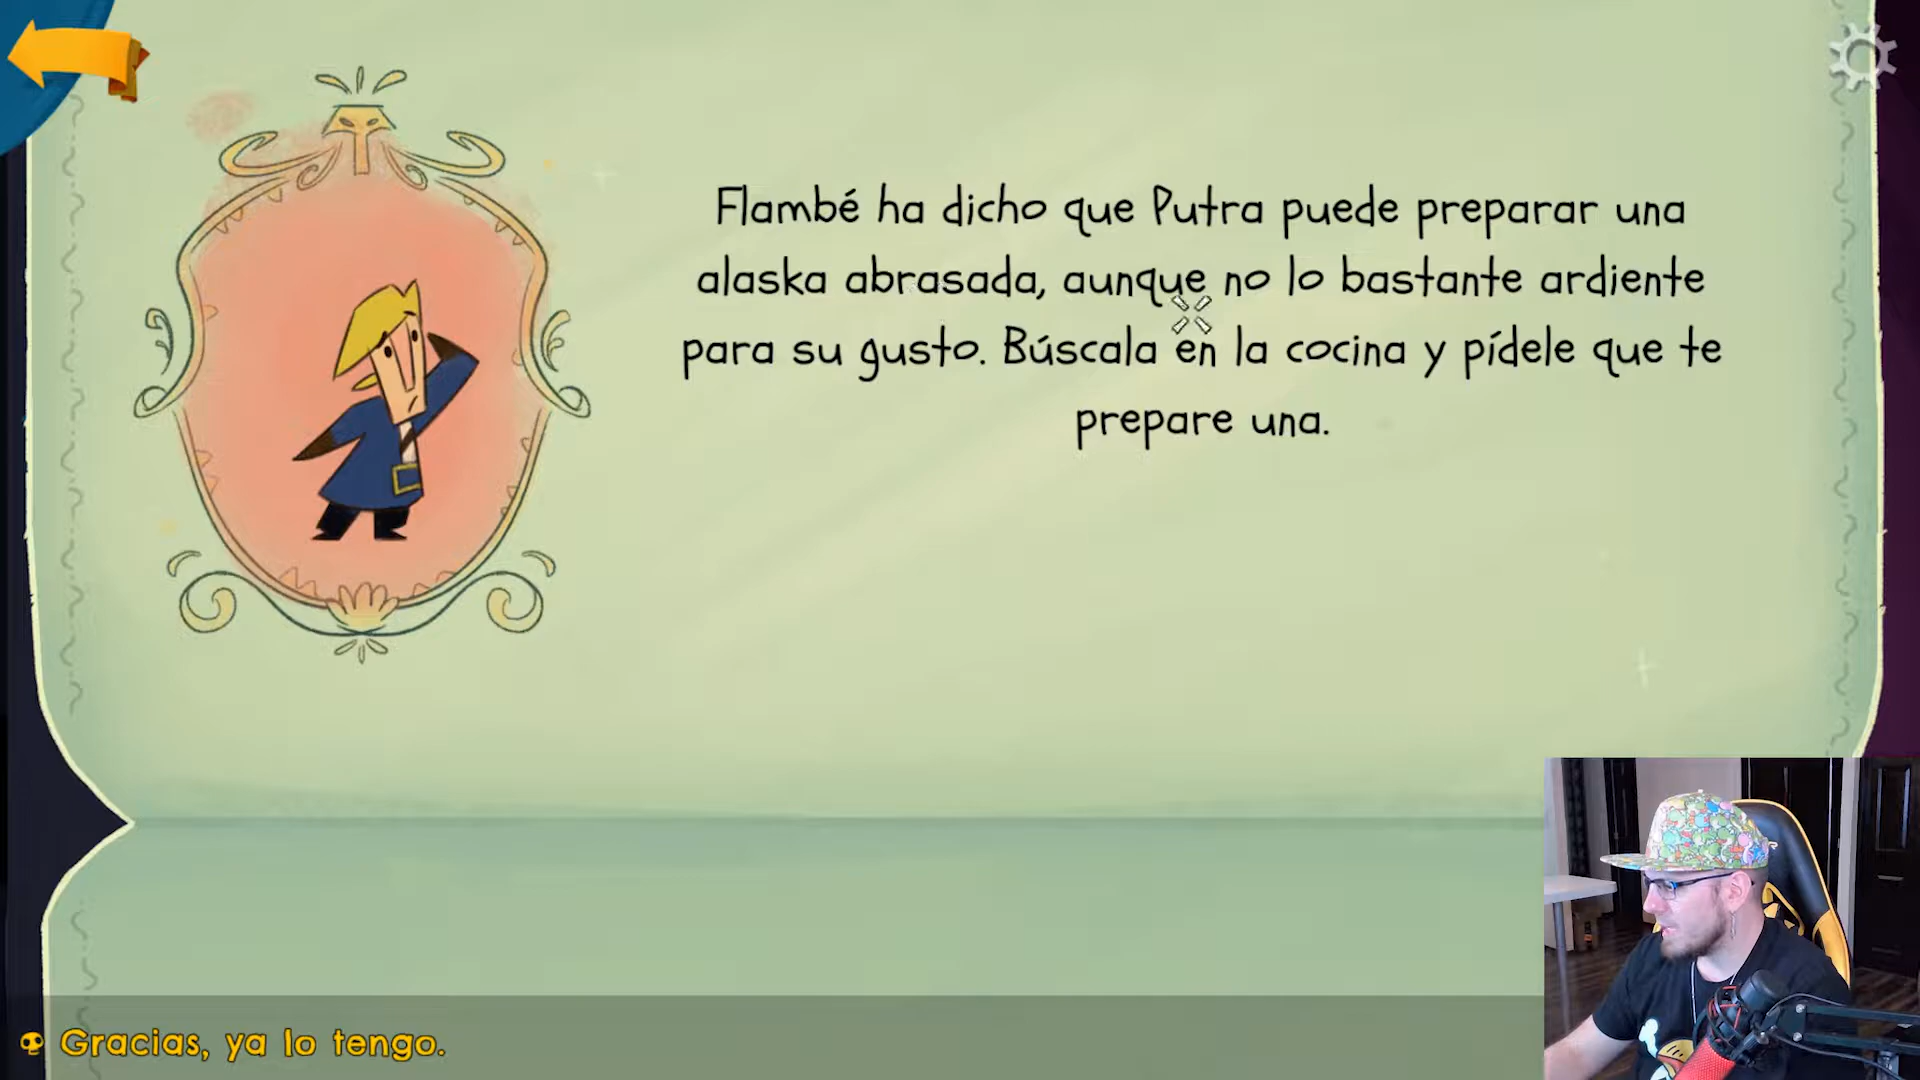 Flambé ha dicho que Putra puede preparar una
alaska abrasada, aunque no lo bastante ardiente
para su gusto. Búscala en la cocina y pídele que te
prepare una.
Gracias, ya lo tengo.